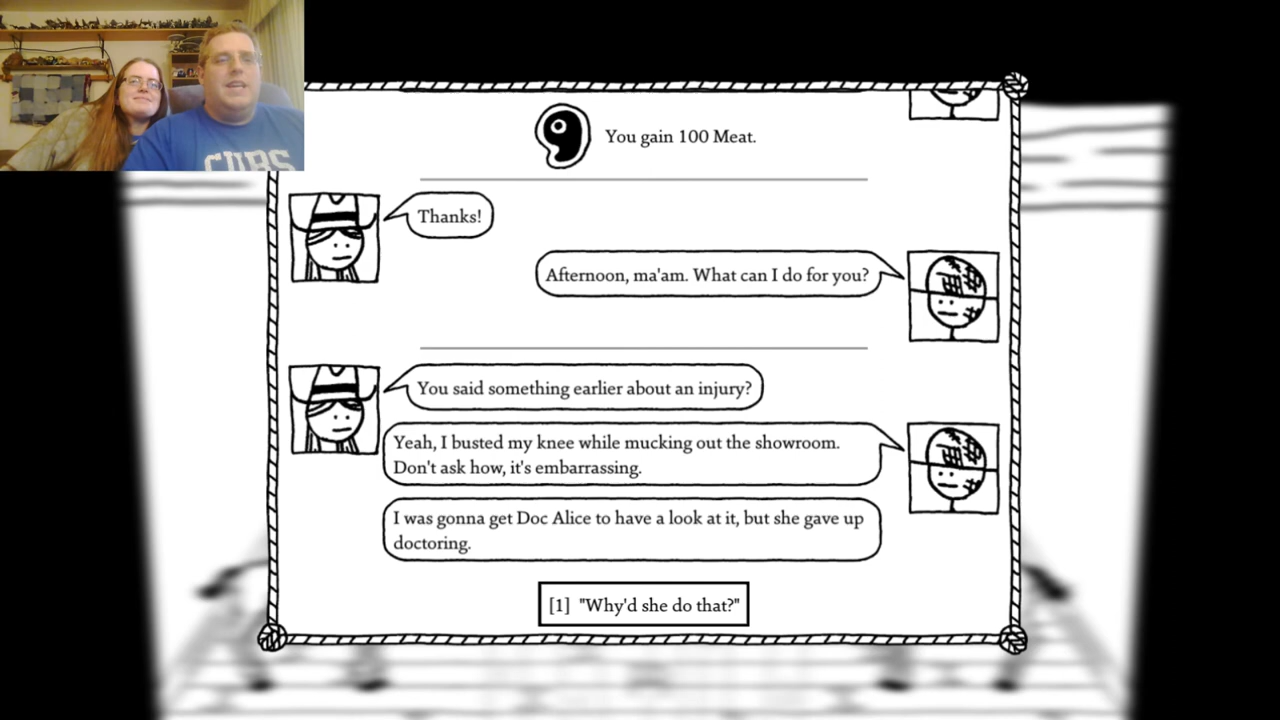 CUBS
You gain 100 Meat.
Thanks!
Afternoon, ma'am. What can I do for you?
You said something earlier about an injury?
Yeah, I busted my knee while mucking out the showroom.
Don't ask how, it's embarrassing.
I was gonna get Doc Alice to have a look at it, but she gave up
doctoring.
[1] "Why'd she do that?"